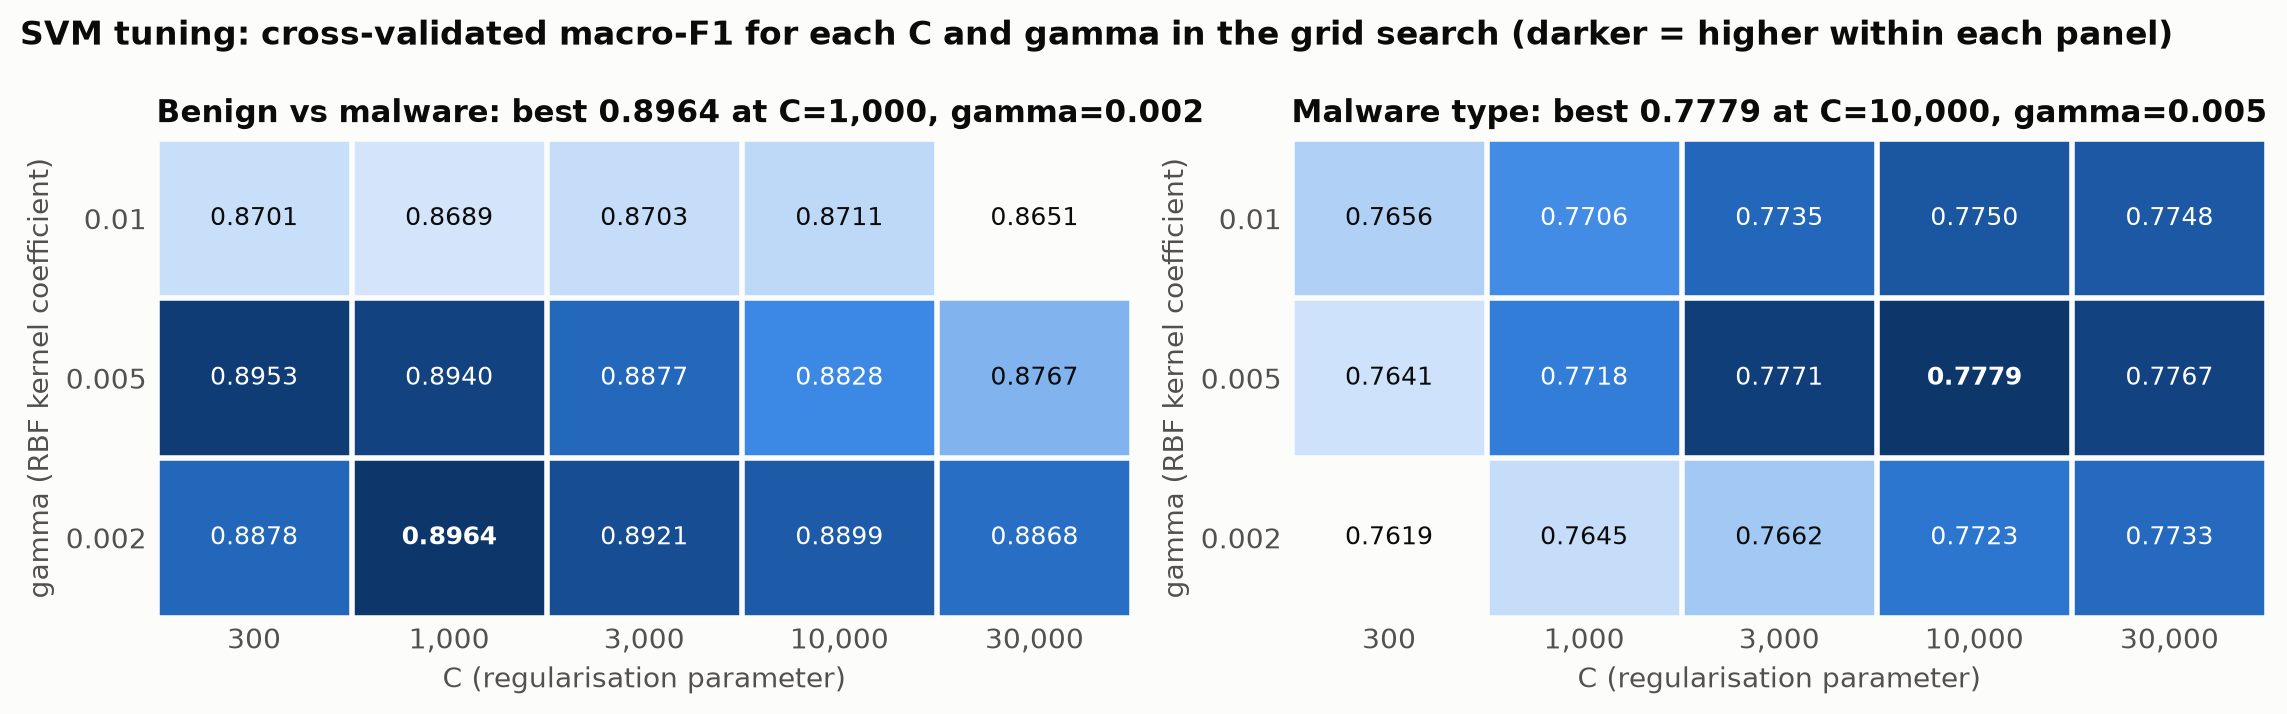 SVM tuning: cross-validated macro-F1 for each C and gamma in the grid search (darker = higher within each panel)
Benign vs malware: best 0.8964 at C=1,000, gamma=0.002
gamma (RBF kernel coefficient)
0.01 0.8701 0.8689 0.8703 0.8711 0.8651
0.005 0.8953 0.8940 0.8877 0.8828 0.8767
0.002 0.8878 0.8964 0.8921 0.8899 0.8868
300 1,000 3,000 10,000 30,000
C (regularisation parameter)
Malware type: best 0.7779 at C=10,000, gamma=0.005
gamma (RBF kernel coefficient)
0.01 0.7656 0.7706 0.7735 0.7750 0.7748
0.005 0.7641 0.7718 0.7771 0.7779 0.7767
0.002 0.7619 0.7645 0.7662 0.7723 0.7733
300 1,000 3,000 10,000 30,000
C (regularisation parameter)